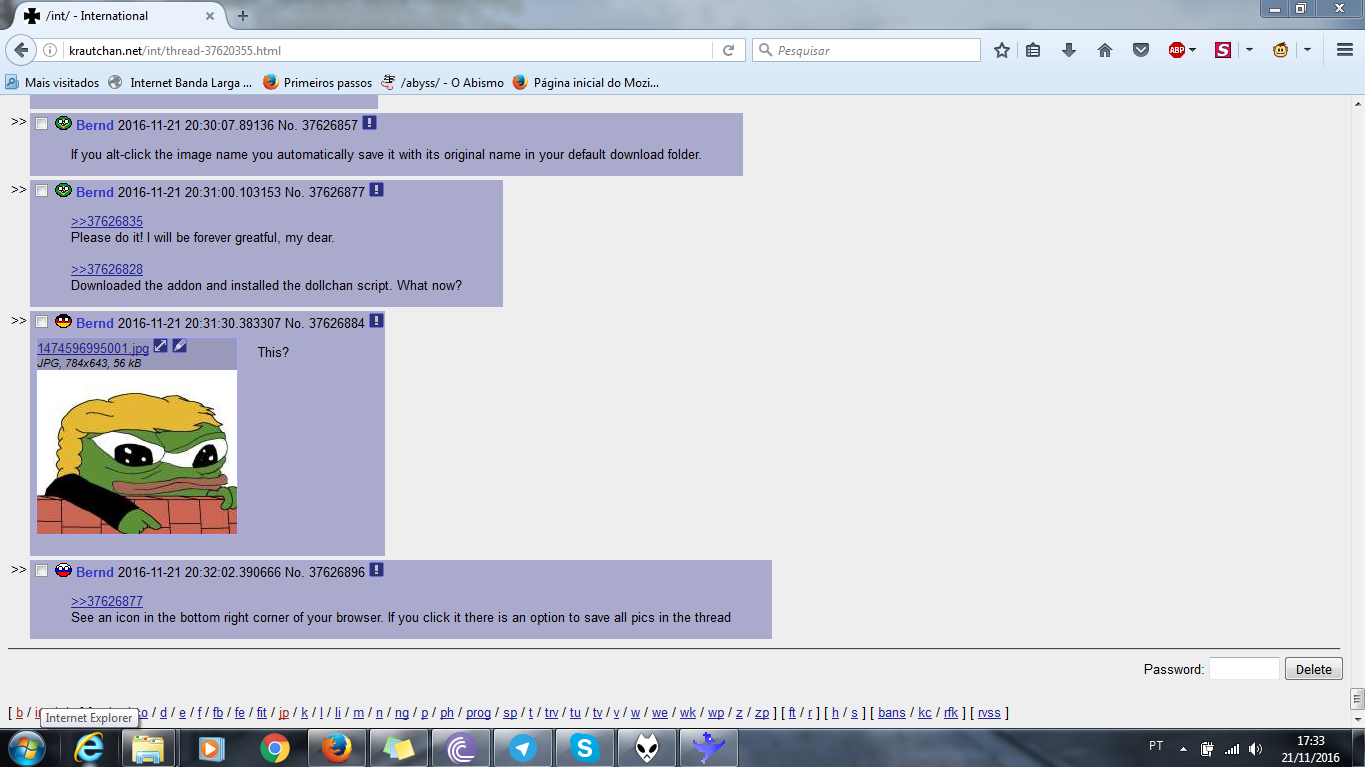 /int/ - International
krautchan.net/int/thread-37620355.html
Pesquisar
ABP
S
Mais visitados
Internet Banda Larga ...
Primeiros passos
/abyss/ - O Abismo
Página inicial do Mozi...
>> Bernd 2016-11-21 20:30:07.89136 No. 37626857
If you alt-click the image name you automatically save it with its original name in your default download folder.
>> Bernd 2016-11-21 20:31:00.103153 No. 37626877
>>37626835
Please do it! I will be forever greatful, my dear.
>>37626828
Downloaded the addon and installed the dollchan script. What now?
>> Bernd 2016-11-21 20:31:30.383307 No. 37626884
1474596995001.jpg
JPG, 784x643, 56 kB
This?
>> Bernd 2016-11-21 20:32:02.390666 No. 37626896
>>37626877
See an icon in the bottom right corner of your browser. If you click it there is an option to save all pics in the thread
Password:
Delete
[ b / in co / d / e / f / fb / fe / fit / jp / k / l / li / m / n / ng / p / ph / prog / sp / t / trv / tu / tv / v / w / we / wk / wp / z / zp ] [ ft / r ] [ h / s ] [ bans / kc / rfk ] [ rvss ]
Internet Explorer
PT
17:33
21/11/2016